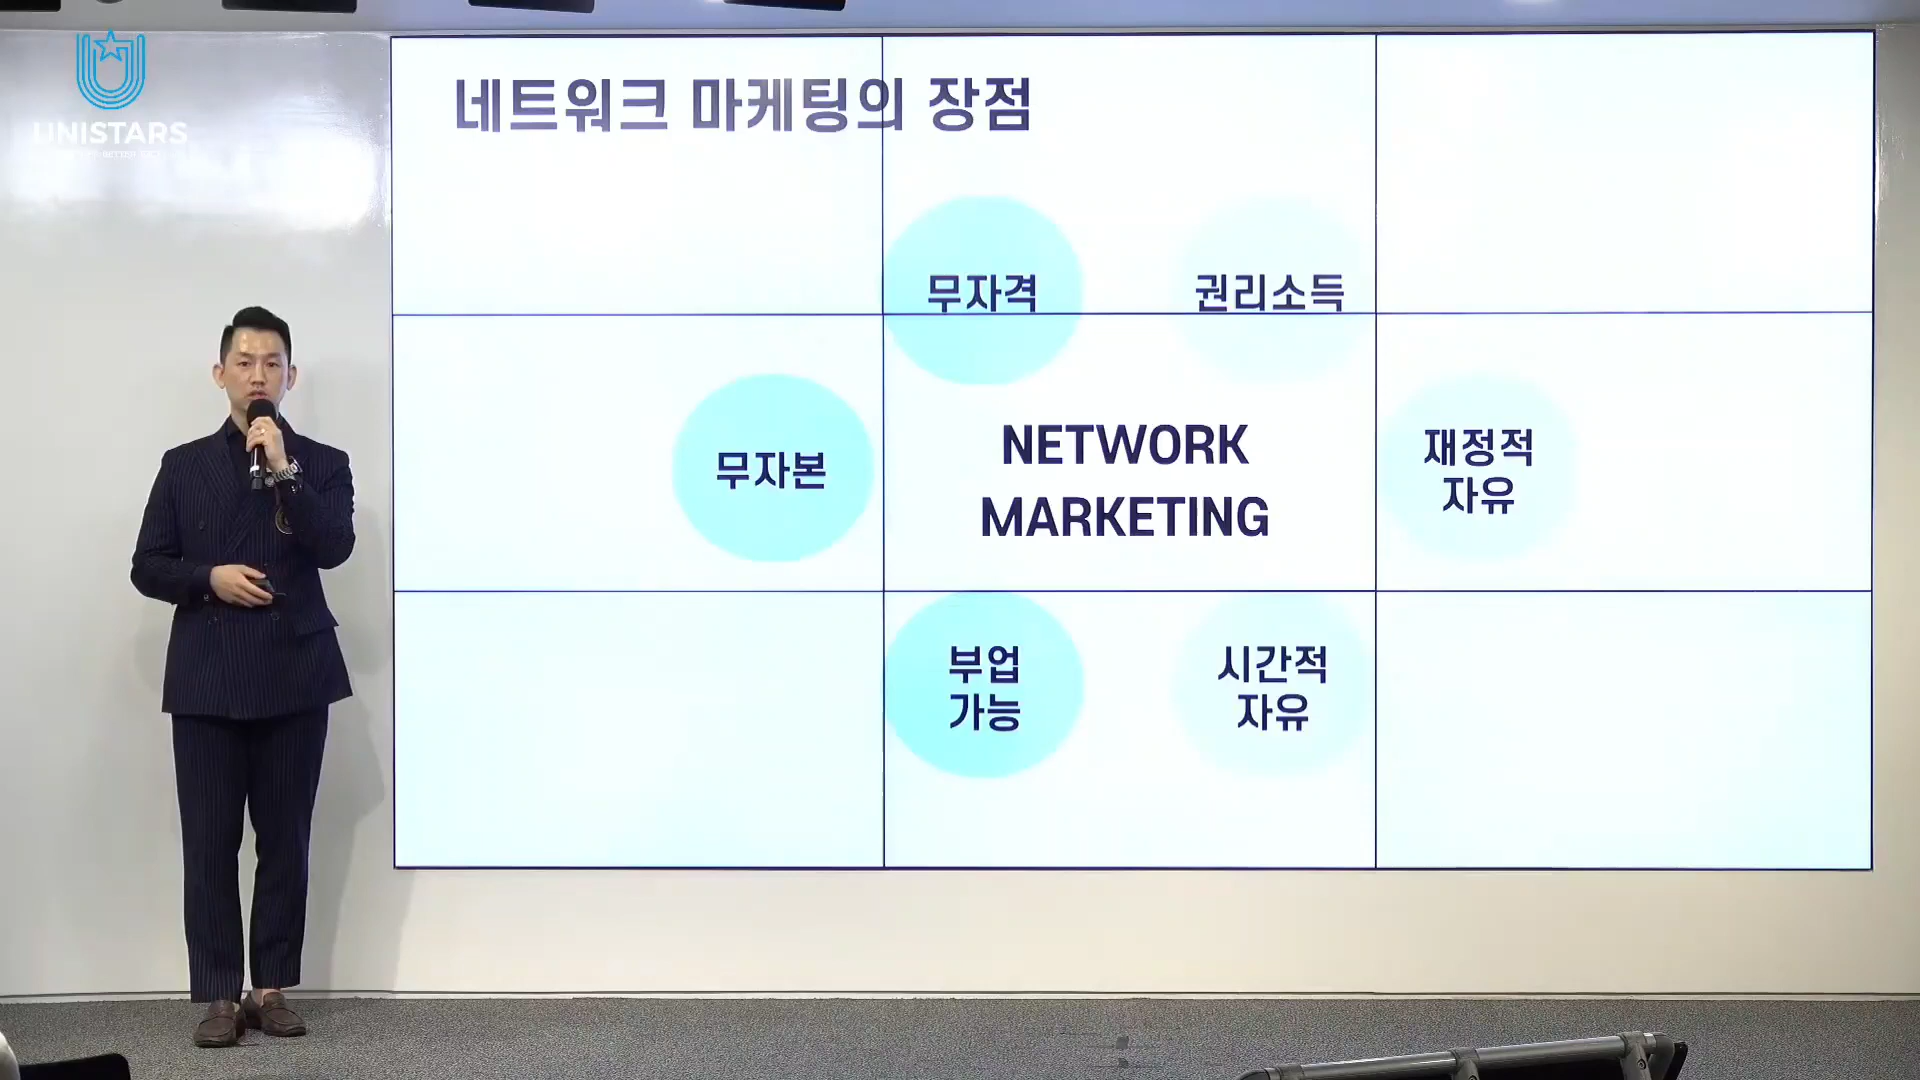 UNISTARS
네트워크 마케팅의 장점
무자격
권리소득
무자본
NETWORK
MARKETING
재정적
자유
부업
가능
시간적
자유